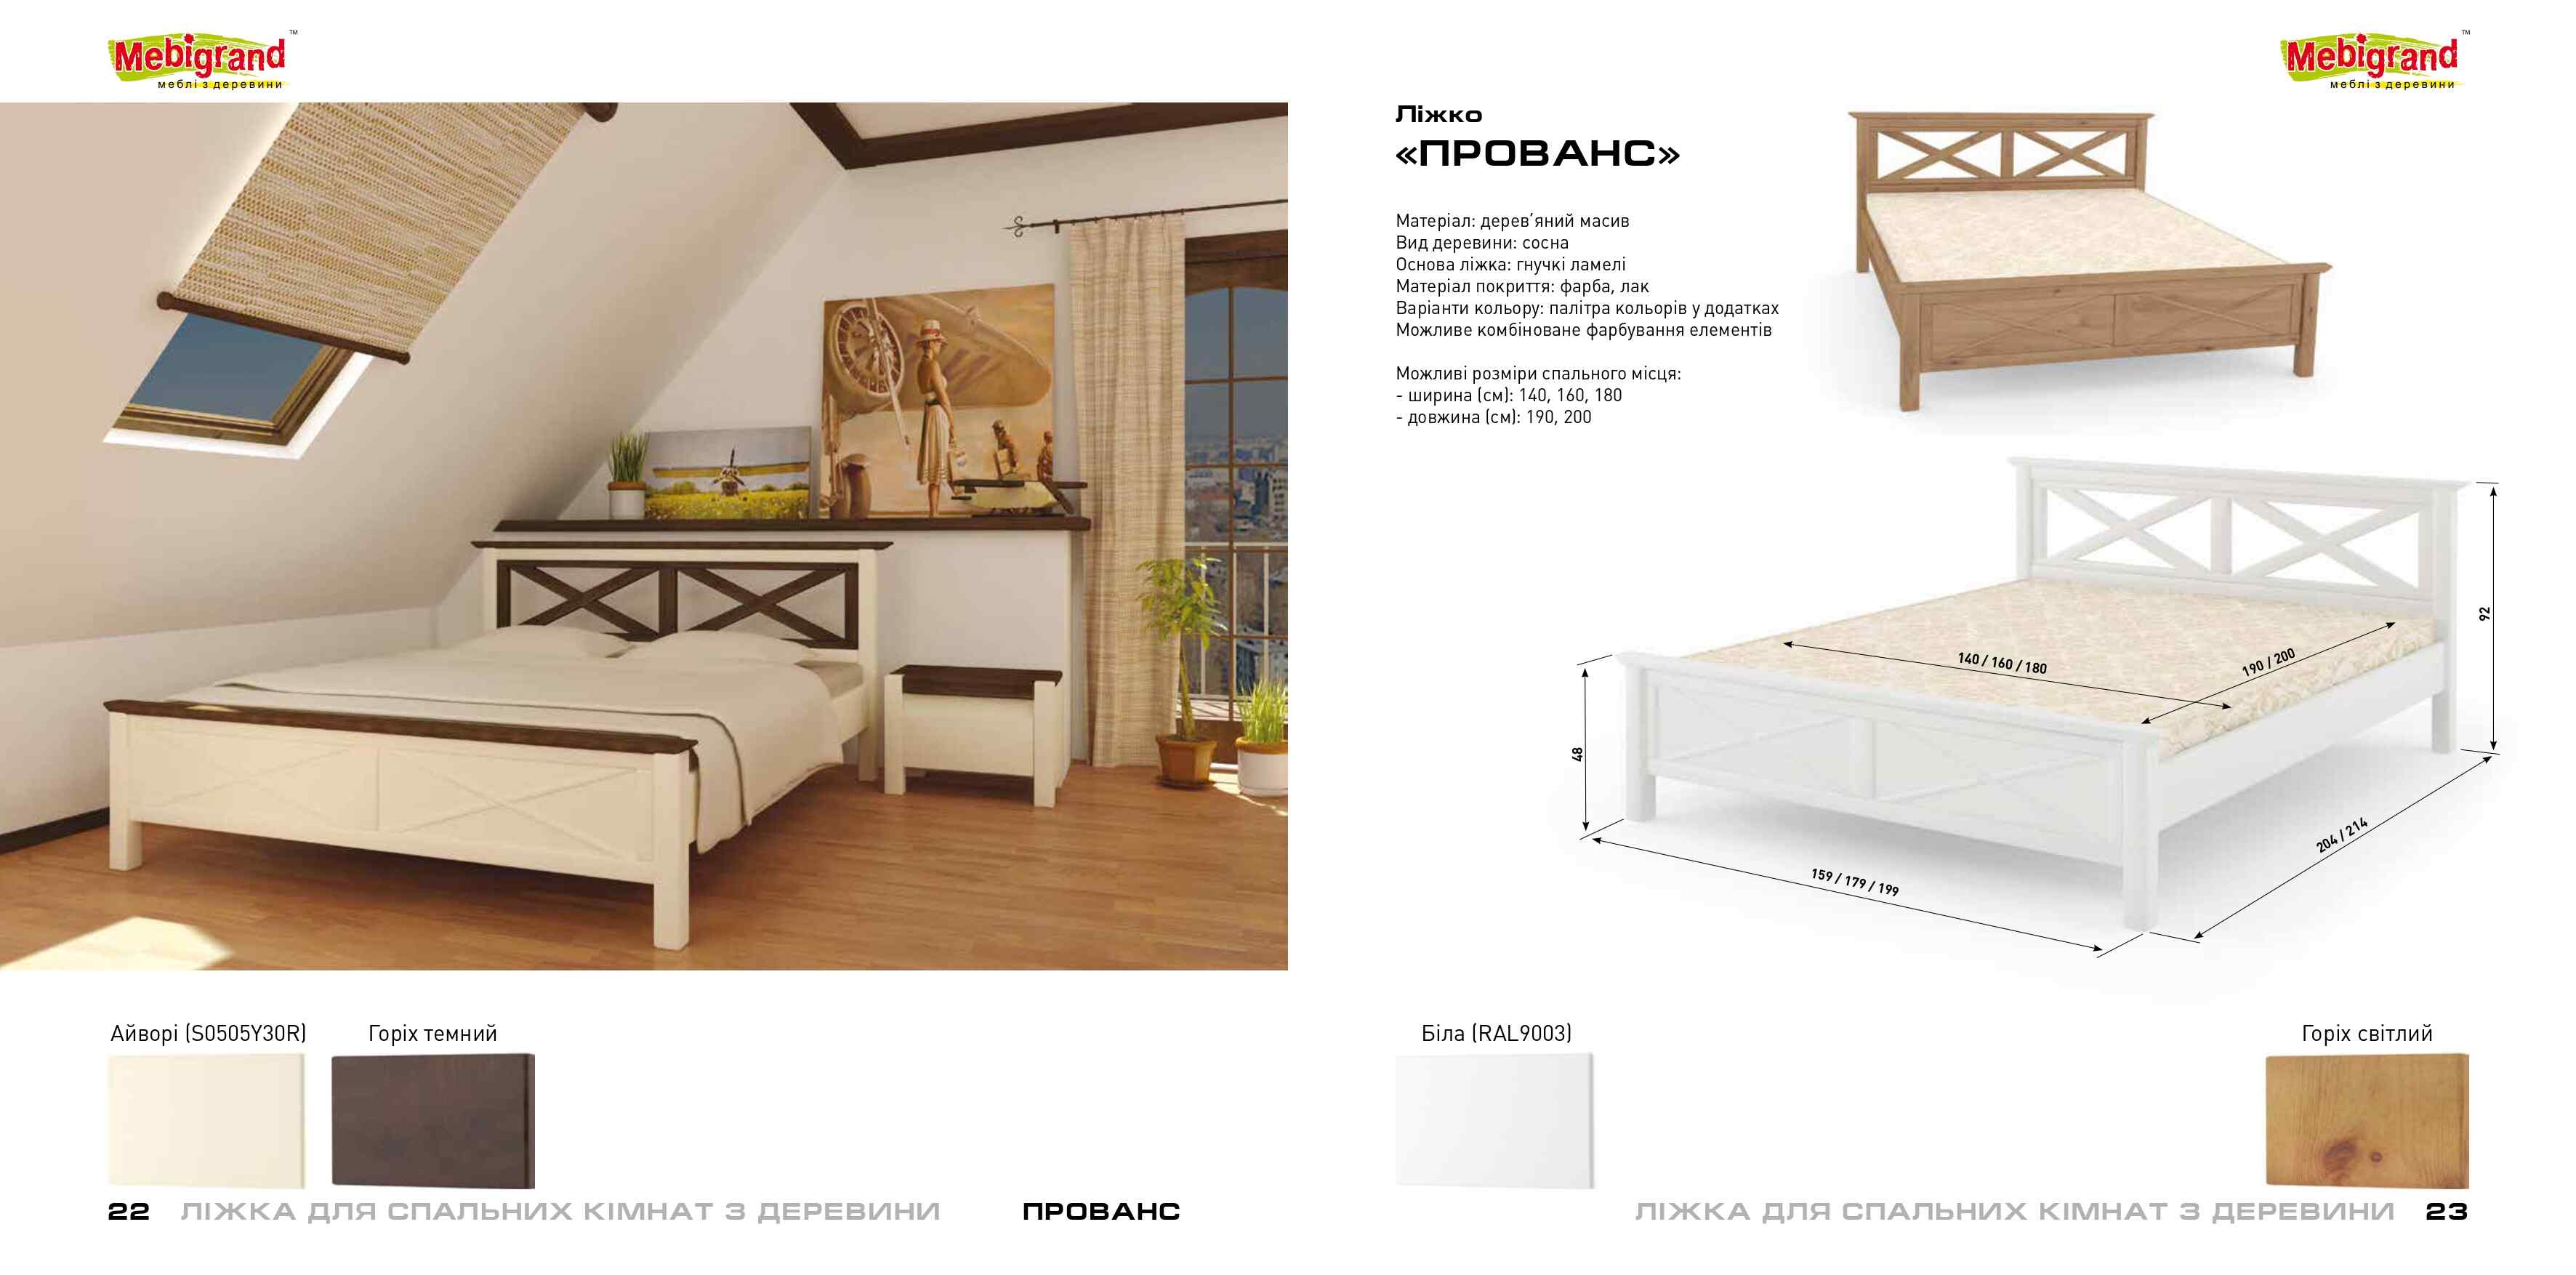 Mebigrand TM
меблі з деревини
Айворі (S0505Y30R)
Горіх темний
22 ЛІЖКА ДЛЯ СПАЛЬНИХ КІМНАТ З ДЕРЕВИНИ
ПРОВАНС
Mebigrand TM
меблі з деревини
Ліжко
«ПРОВАНС»
Матеріал: дерев’яний масив
Вид деревини: сосна
Основа ліжка: гнучкі ламелі
Матеріал покриття: фарба, лак
Варіанти кольору: палітра кольорів у додатках
Можливе комбіноване фарбування елементів
Можливі розміри спального місця:
- ширина (см): 140, 160, 180
- довжина (см): 190, 200
92
140 / 160 / 180
190 / 200
48
204 / 214
159 / 179 / 199
Біла (RAL9003)
Горіх світлий
ЛІЖКА ДЛЯ СПАЛЬНИХ КІМНАТ З ДЕРЕВИНИ 23